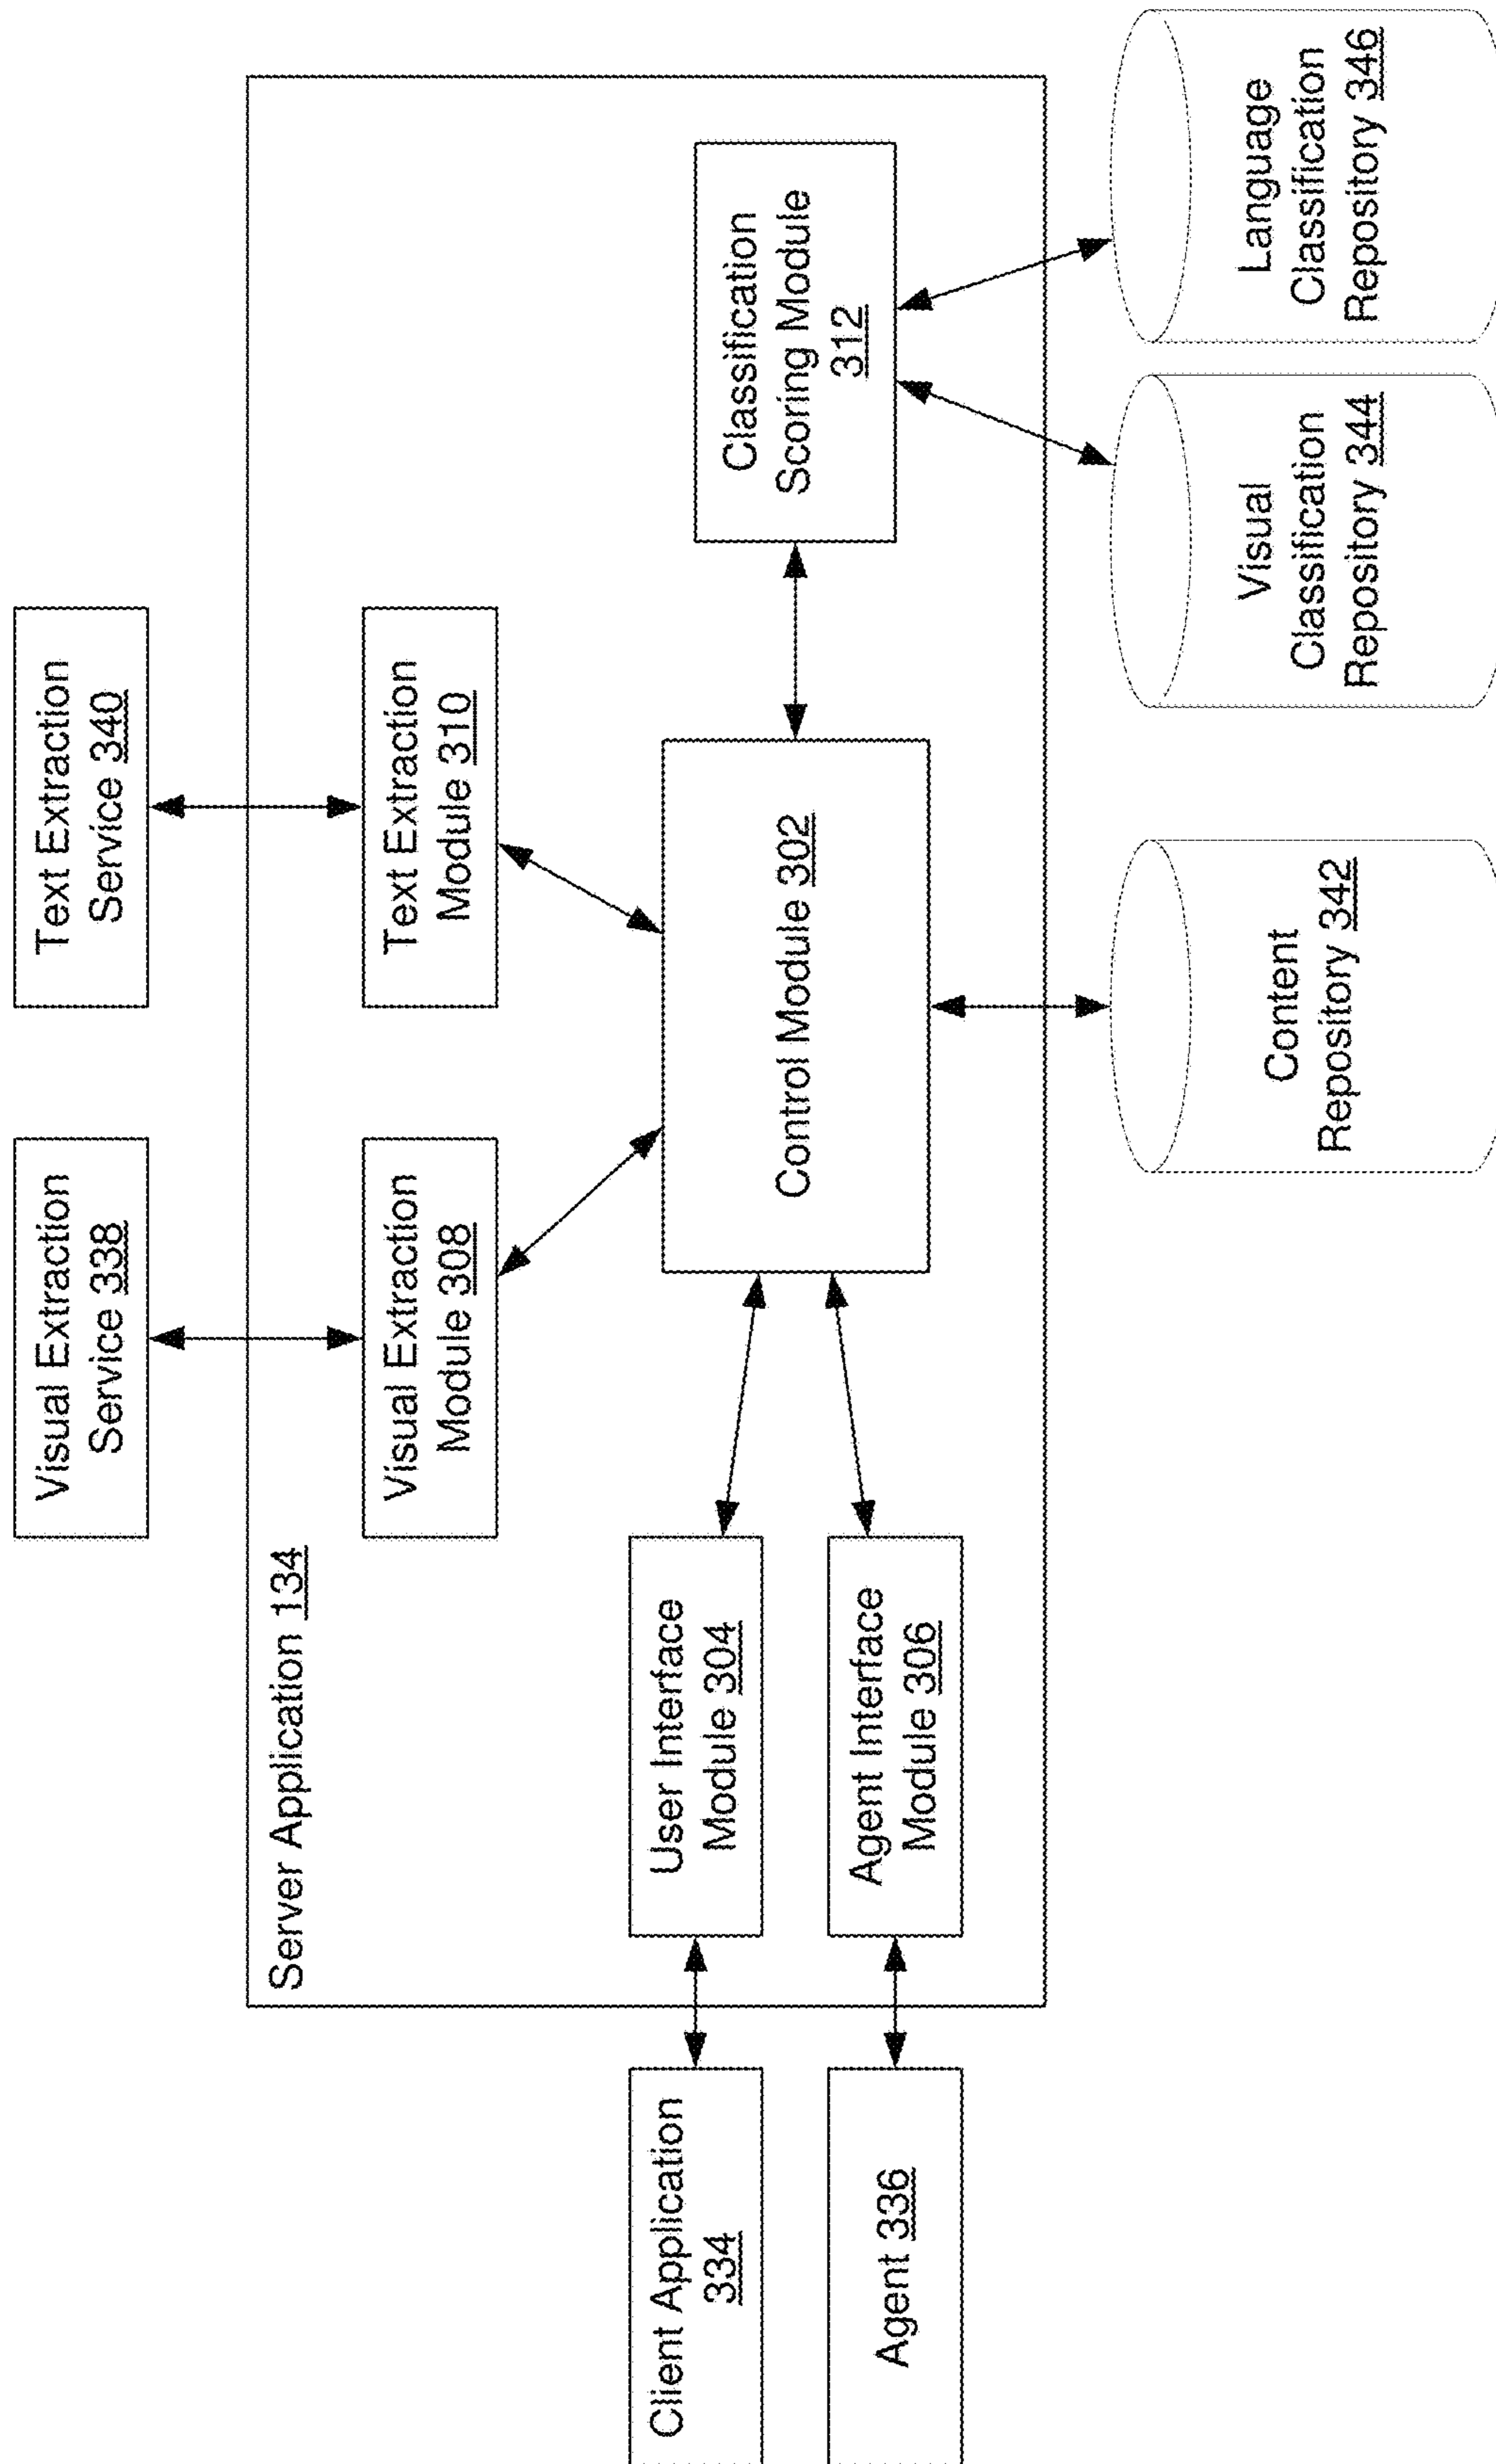 Visual Extraction
Service 338
Text Extraction
Service 340
Server Application 134
Visual Extraction
Module 308
Text Extraction
Module 310
Client Application
334
User Interface
Module 304
Control Module 302
Classification
Scoring Module
312
Agent 336
Agent Interface
Module 306
Content
Repository 342
Visual
Classification
Repository 344
Language
Classification
Repository 346